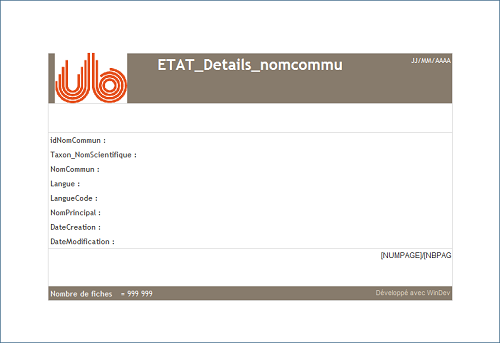 Ub
ETAT_Details_nomcommu
JJ/MM/AAAA
idNomCommun :
Taxon_NomScientifique :
NomCommun :
Langue :
LangueCode :
NomPrincipal :
DateCreation :
DateModification :
[NUMPAGE]/[NBPAG
Nombre de fiches = 999 999
Développé avec WinDev